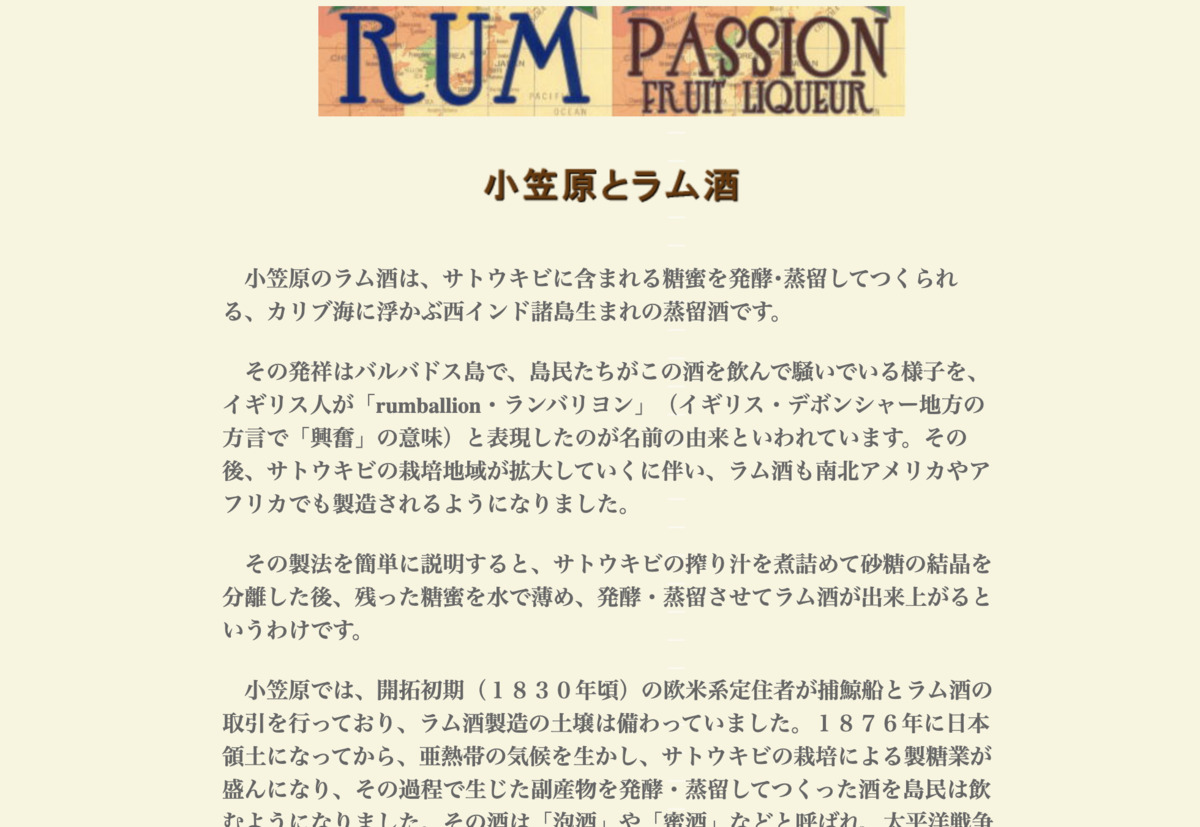 RUM
PASSION
FRUIT LIQUEUR
PACIFIC
OCEAN
JAPAN
小笠原とラム酒
小笠原のラム酒は、サトウキビに含まれる糖蜜を発酵･蒸留してつくられ
る、カリブ海に浮かぶ西インド諸島生まれの蒸留酒です。
その発祥はバルバドス島で、島民たちがこの酒を飲んで騒いでいる様子を、
イギリス人が「rumballion・ランバリヨン」（イギリス・デボンシャー地方の
方言で「興奮」の意味）と表現したのが名前の由来といわれています。その
後、サトウキビの栽培地域が拡大していくに伴い、ラム酒も南北アメリカやア
フリカでも製造されるようになりました。
その製法を簡単に説明すると、サトウキビの搾り汁を煮詰めて砂糖の結晶を
分離した後、残った糖蜜を水で薄め、発酵・蒸留させてラム酒が出来上がると
いうわけです。
小笠原では、開拓初期（１８３０年頃）の欧米系定住者が捕鯨船とラム酒の
取引を行っており、ラム酒製造の土壌は備わっていました。１８７６年に日本
領土になってから、亜熱帯の気候を生かし、サトウキビの栽培による製糖業が
盛んになり、その過程で生じた副産物を発酵・蒸留してつくった酒を島民は飲
むようになりました。その酒は「泡酒」や「蜜酒」などと呼ばれ、太平洋戦争